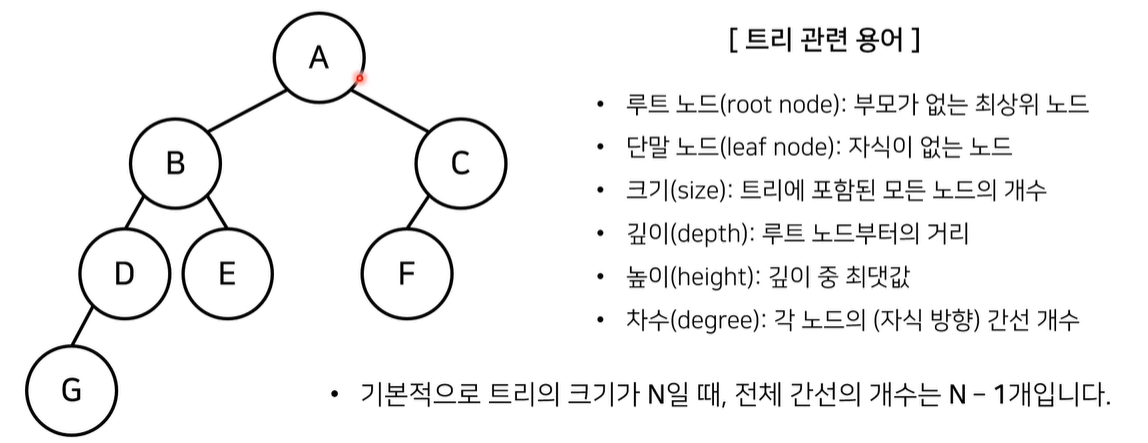 A
B
C
D
E
F
G
[ 트리 관련 용어 ]
• 루트 노드(root node): 부모가 없는 최상위 노드
• 단말 노드(leaf node): 자식이 없는 노드
• 크기(size): 트리에 포함된 모든 노드의 개수
• 깊이(depth): 루트 노드부터의 거리
• 높이(height): 깊이 중 최댓값
• 차수(degree): 각 노드의 (자식 방향) 간선 개수
• 기본적으로 트리의 크기가 N일 때, 전체 간선의 개수는 N – 1개입니다.